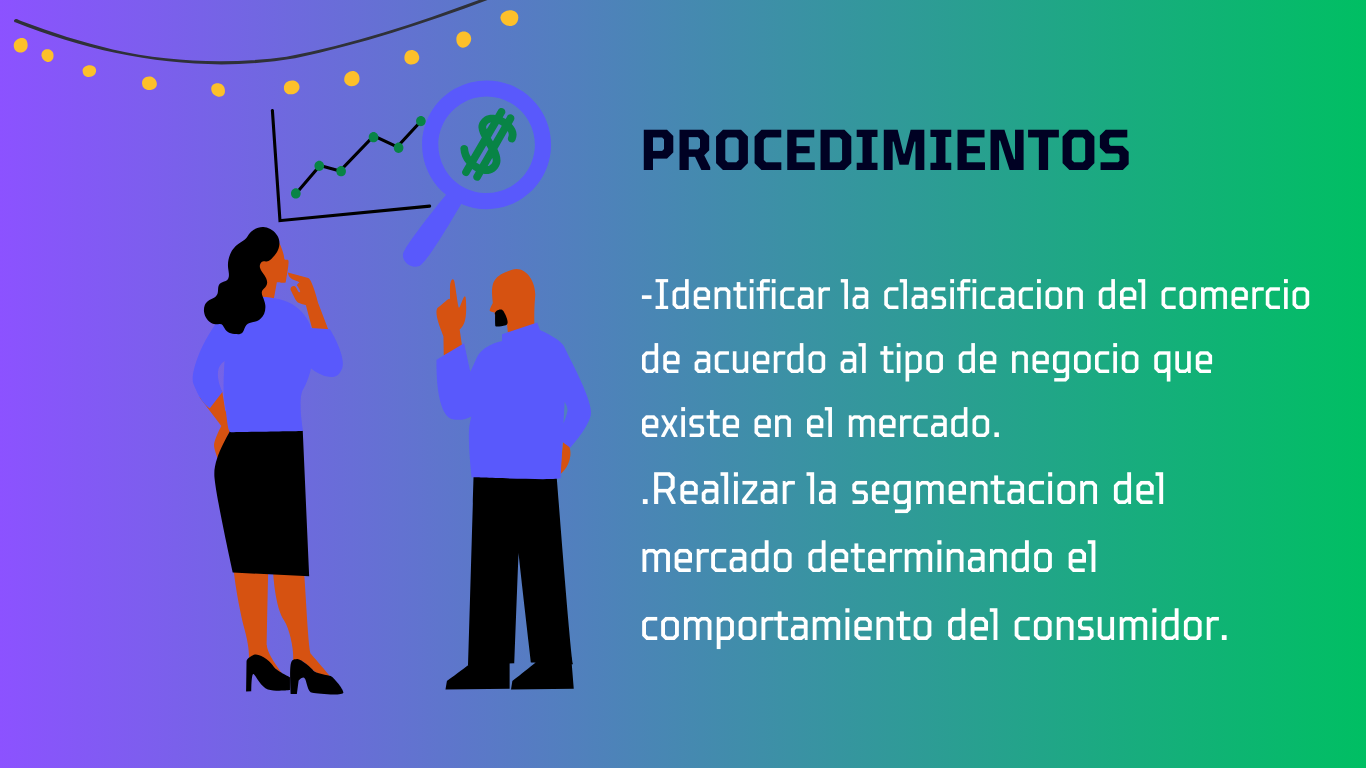 PROCEDIMIENTOS
-Identificar la clasificacion del comercio
de acuerdo al tipo de negocio que
existe en el mercado.
.Realizar la segmentacion del
mercado determinando el
comportamiento del consumidor.